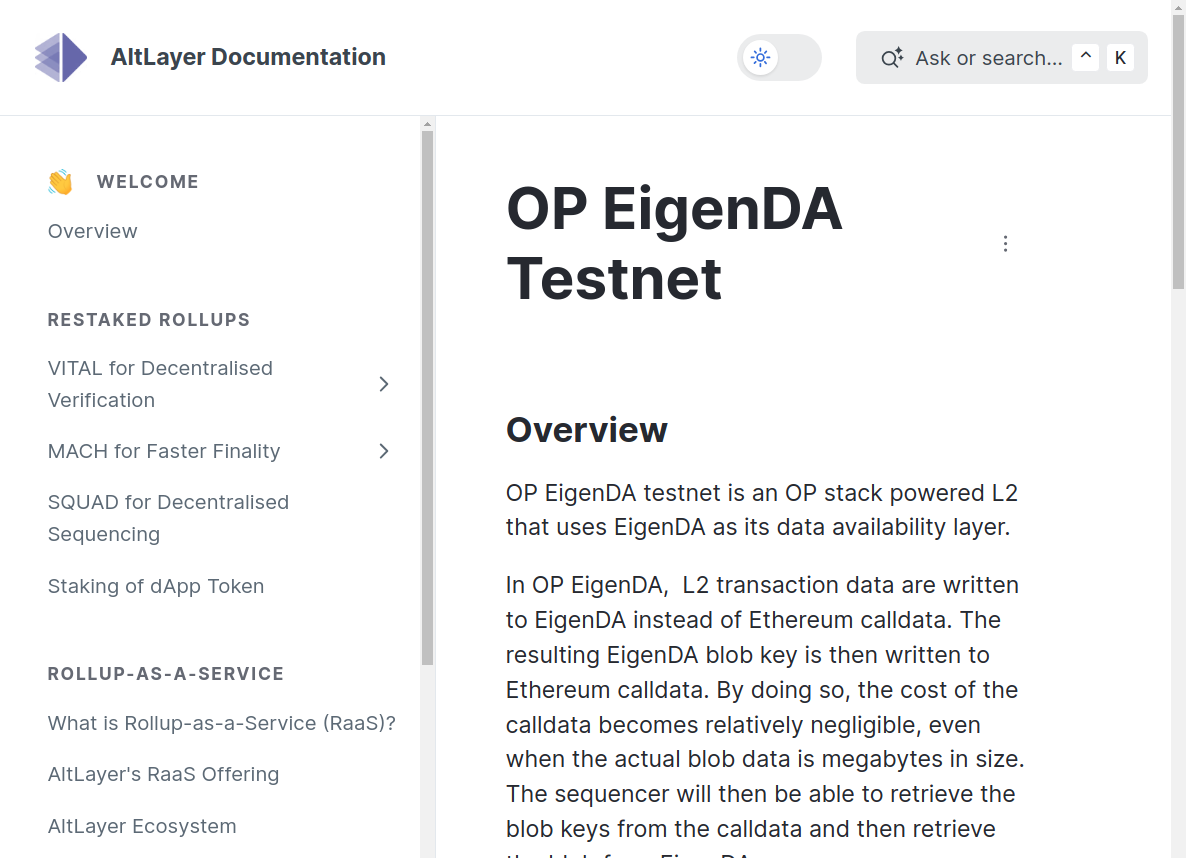 AltLayer Documentation
Ask or search...
^
K
👋 WELCOME
Overview
RESTAKED ROLLUPS
VITAL for Decentralised
Verification
MACH for Faster Finality
SQUAD for Decentralised
Sequencing
Staking of dApp Token
ROLLUP-AS-A-SERVICE
What is Rollup-as-a-Service (RaaS)?
AltLayer's RaaS Offering
AltLayer Ecosystem
OP EigenDA
Testnet
Overview
OP EigenDA testnet is an OP stack powered L2
that uses EigenDA as its data availability layer.
In OP EigenDA,  L2 transaction data are written
to EigenDA instead of Ethereum calldata. The
resulting EigenDA blob key is then written to
Ethereum calldata. By doing so, the cost of the
calldata becomes relatively negligible, even
when the actual blob data is megabytes in size.
The sequencer will then be able to retrieve the
blob keys from the calldata and then retrieve